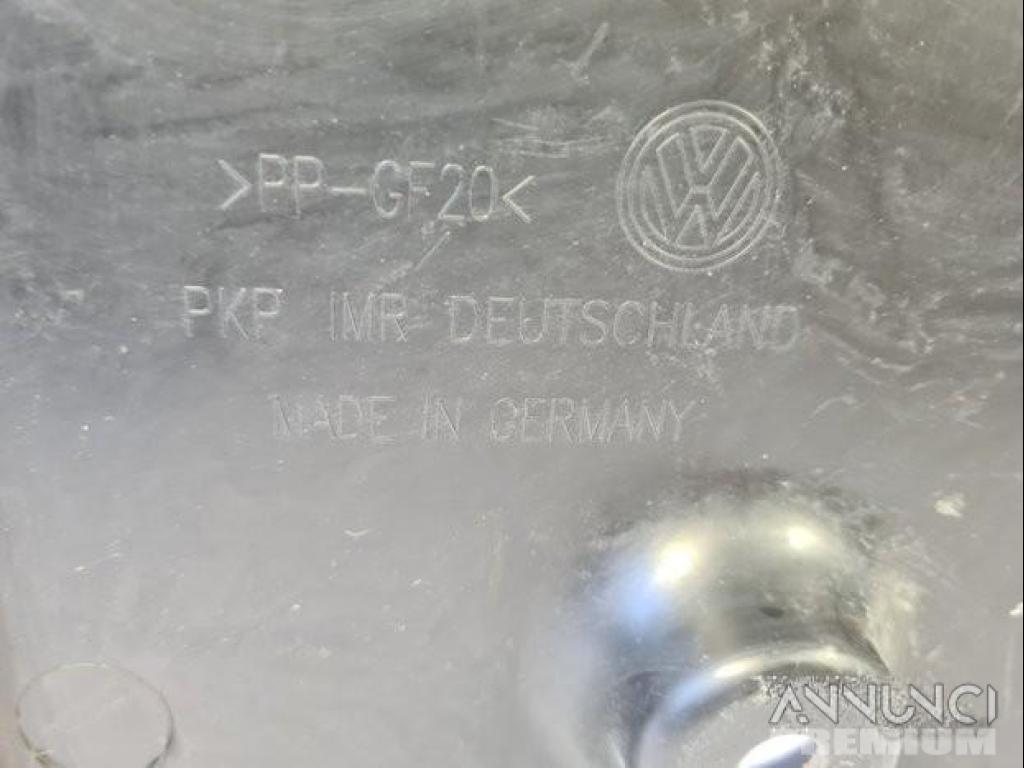 >PP-GF20<
PKP IMR DEUTSCHLAND
MADE IN GERMANY
ANNUNCI
PREMIUM